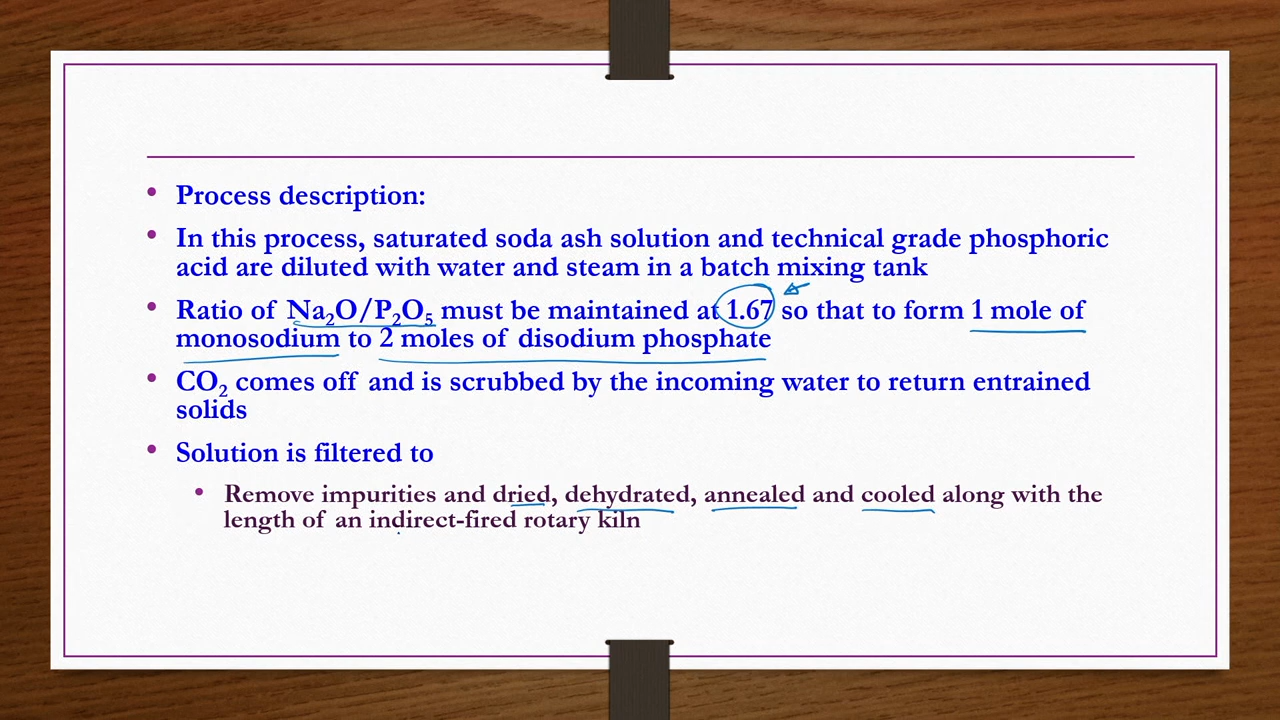 • Process description:
• In this process, saturated soda ash solution and technical grade phosphoric
acid are diluted with water and steam in a batch mixing tank
• Ratio of Na₂O/P₂O₅ must be maintained at 1.67 so that to form 1 mole of
monosodium to 2 moles of disodium phosphate
• CO₂ comes off and is scrubbed by the incoming water to return entrained
solids
• Solution is filtered to
• Remove impurities and dried, dehydrated, annealed and cooled along with the
length of an indirect-fired rotary kiln